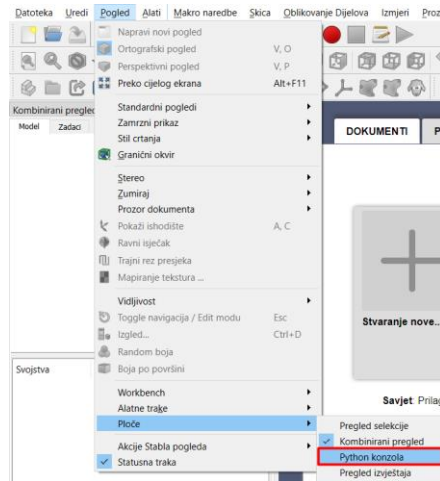 Datoteka Uredi Pogled Alati Makro naredbe Skica Oblikovanje Dijelova Izmjeri
Napravi novi pogled
Ortografski pogled V, O
Perspektivni pogled V, P
Preko cijelog ekrana Alt+F11
Kombinirani pregled
Model Zadaci
Standardni pogledi
Zamrzni prikaz
Stil crtanja
Granični okvir
DOKUMENTI
Stereo
Zumiraj
Prozor dokumenta
Pokaži ishodište A, C
Ravni isječak
Trajni rez presjeka
Mapiranje tekstura ...
Vidljivost
Toggle navigacija / Edit modu Esc
Izgled... Ctrl+D
Random boja
Boja po površini
Stvaranje nove...
Svojstva
Workbench
Alatne trake
Ploče
Savjet
Pregled selekcije
Kombinirani pregled
Python konzola
Pregled izvještaja
Akcije Stabla pogleda
Statusna traka